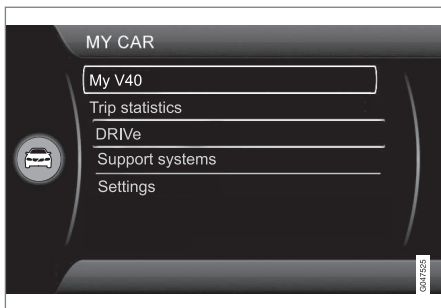 MY CAR
My V40
Trip statistics
DRIVe
Support systems
Settings
G047525